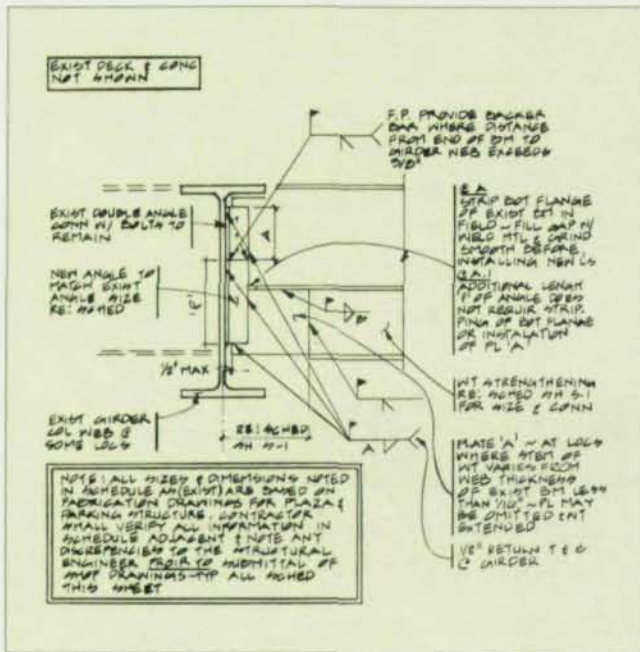 EXIST DECK & CONC
NOT SHOWN
F.P. PROVIDE BACKER
BAR WHERE DISTANCE
FROM END OF BM TO
GIRDER WEB EXCEEDS
3/8"
EXIST DOUBLE ANGLE
CONN W/ BOLTS TO
REMAIN
NEW ANGLE TO
MATCH EXIST
ANGLE SIZE
RE: SCHED
A
'P'
1/2" MAX
EXIST GIRDER
COL WEB @
SOME LOCS
RE: SCHED
SH S-1
B
A
STRIP BOT FLANGE
OF EXIST BM IN
FIELD ~ FILL GAP W/
WELD MTL & GRIND
SMOOTH BEFORE
INSTALLING NEW LS
ADDITIONAL LENGTH
'P' OF ANGLE DOES
NOT REQUIR STRIP.
PING OF BOT FLANGE
OR INSTALATION
OF PL 'A'
WT STRENGTHENING
RE: SCHED SH S-1
FOR SIZE & CONN
PLATE 'A' ~ AT LOCS
WHERE STEM OF
WT VARIES FROM
WEB THICKNESS
OF EXIST BM LESS
THAN 1/16" ~ PL MAY
BE OMITTED & WT
EXTENDED
1/2" RETURN T & B
@ GIRDER
NOTE: ALL SIZES & DIMENSIONS NOTED
IN SCHEDULE AS (EXIST) ARE BASED ON
FABRICATION DRAWINGS FOR PLAZA &
PARKING STRUCTURE. CONTRACTOR
SHALL VERIFY ALL INFORMATION IN
SCHEDULE ADJACENT & NOTE ANY
DISCREPENCIES TO THE STRUCTURAL
ENGINEER PROIR TO SUBMITTAL OF
SHOP DRAWINGS-TYP ALL SCHED
THIS SHEET